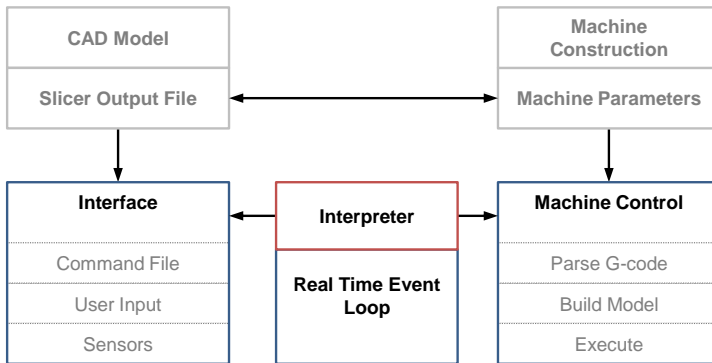 CAD Model
Slicer Output File
Machine
Construction
Machine Parameters
Interface
Command File
User Input
Sensors
Interpreter
Real Time Event
Loop
Machine Control
Parse G-code
Build Model
Execute